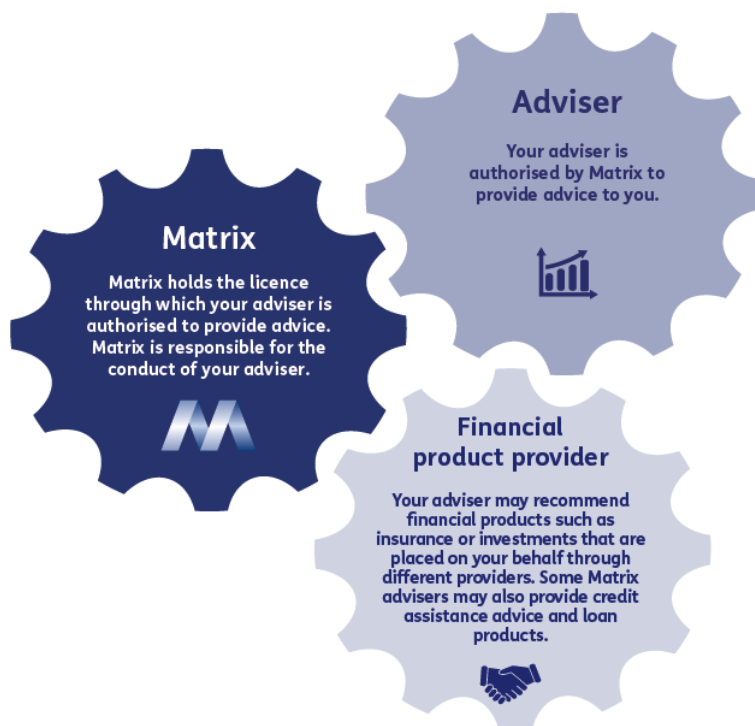 Adviser
Your adviser is
authorised by Matrix to
provide advice to you.
Matrix
Matrix holds the licence
through which your adviser is
authorised to provide advice.
Matrix is responsible for the
conduct of your adviser.
Financial
product provider
Your adviser may recommend
financial products such as
insurance or investments that are
placed on your behalf through
different providers. Some Matrix
advisers may also provide credit
assistance advice and loan
products.